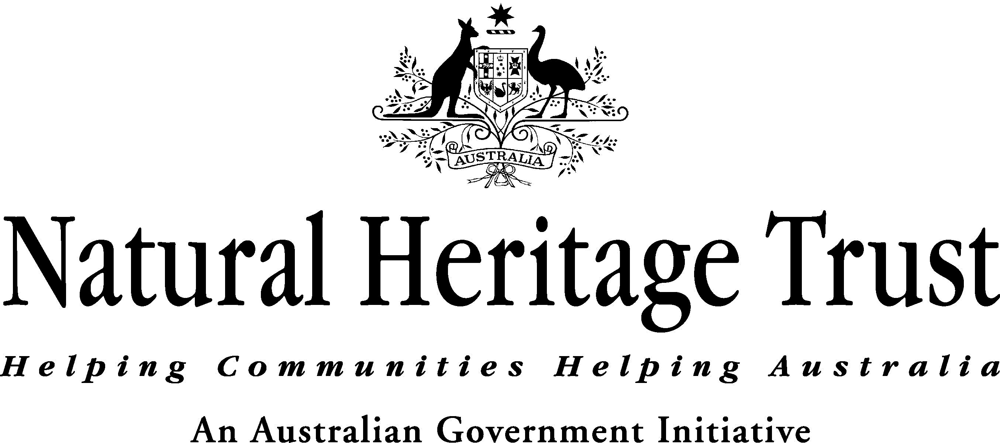 AUSTRALIA
Natural Heritage Trust
Helping Communities Helping Australia
An Australian Government Initiative